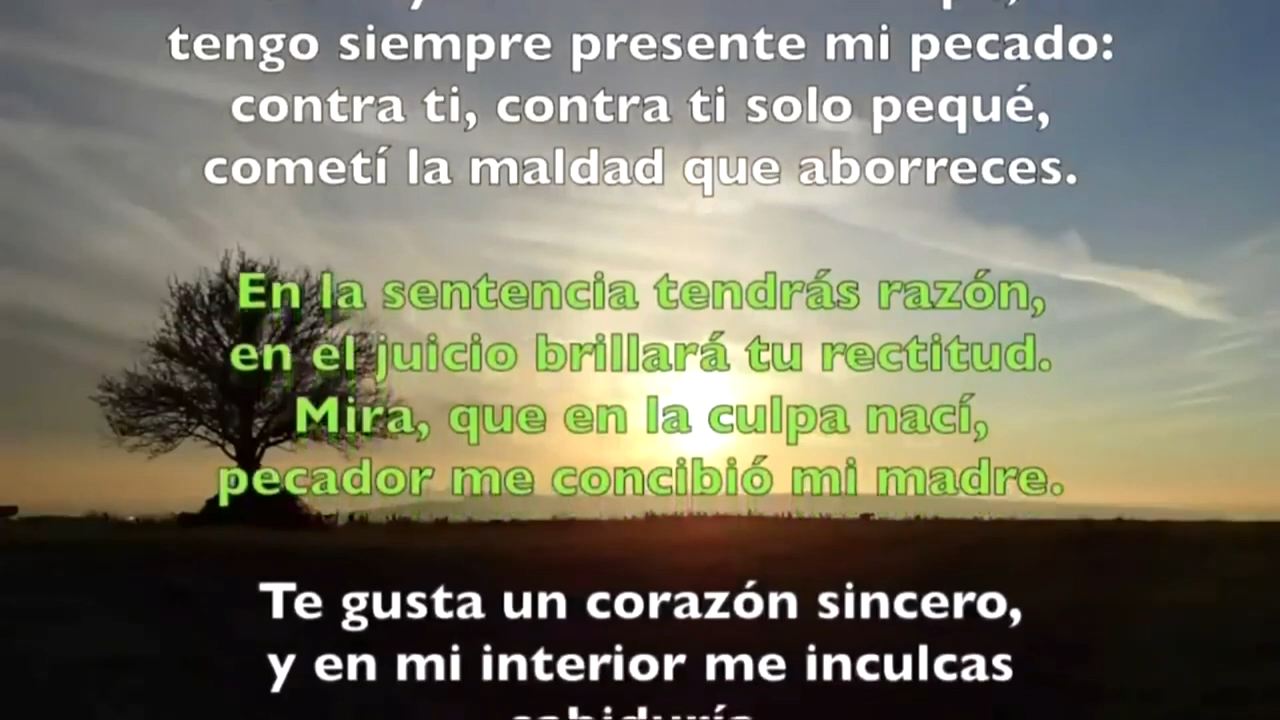 tengo siempre presente mi pecado:
contra ti, contra ti solo pequé,
cometí la maldad que aborreces.
En la sentencia tendrás razón,
en el juicio brillará tu rectitud.
Mira, que en la culpa nací,
pecador me concibió mi madre.
Te gusta un corazón sincero,
y en mi interior me inculcas